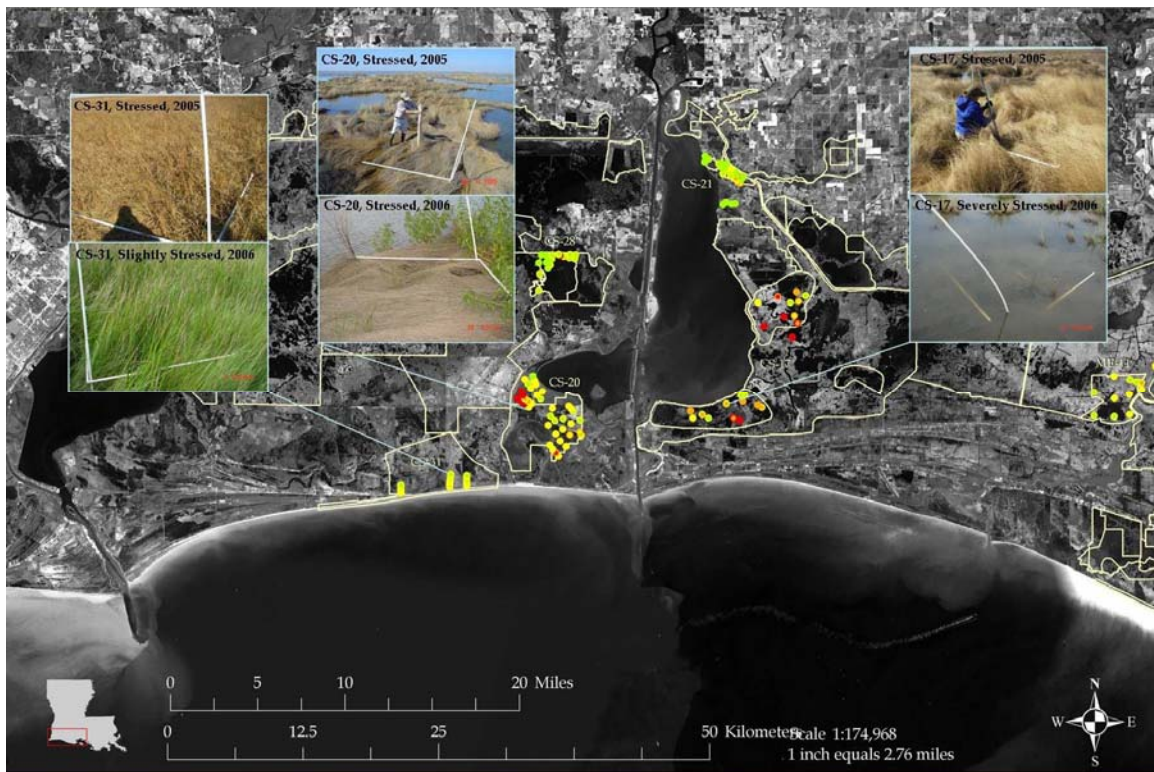 CS-31, Stressed, 2005
CS-31, Slightly Stressed, 2006
CS-20, Stressed, 2005
CS-20, Stressed, 2006
CS-17, Stressed, 2005
CS-17, Severely Stressed, 2006
CS-21
CS-28
CS-20
0 5 10 20 Miles
0 12.5 25 50 Kilometers
Scale 1:174,968
1 inch equals 2.76 miles
N
W E
S